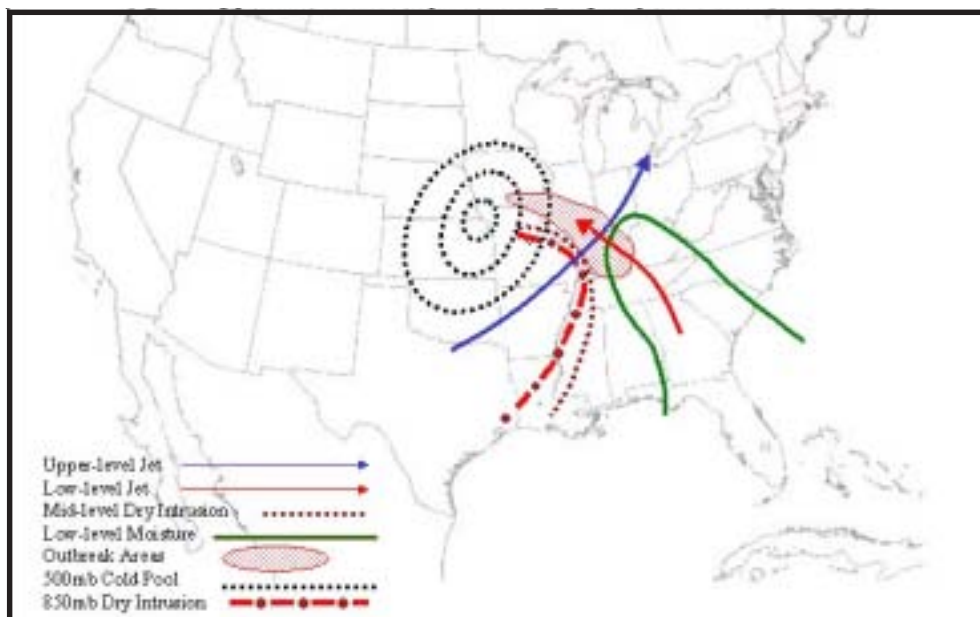 Upper-level Jet
Low-level Jet
Mid-level Dry Intrusion
Low-level Moisture
Outbreak Areas
500mb Cold Pool
850mb Dry Intrusion